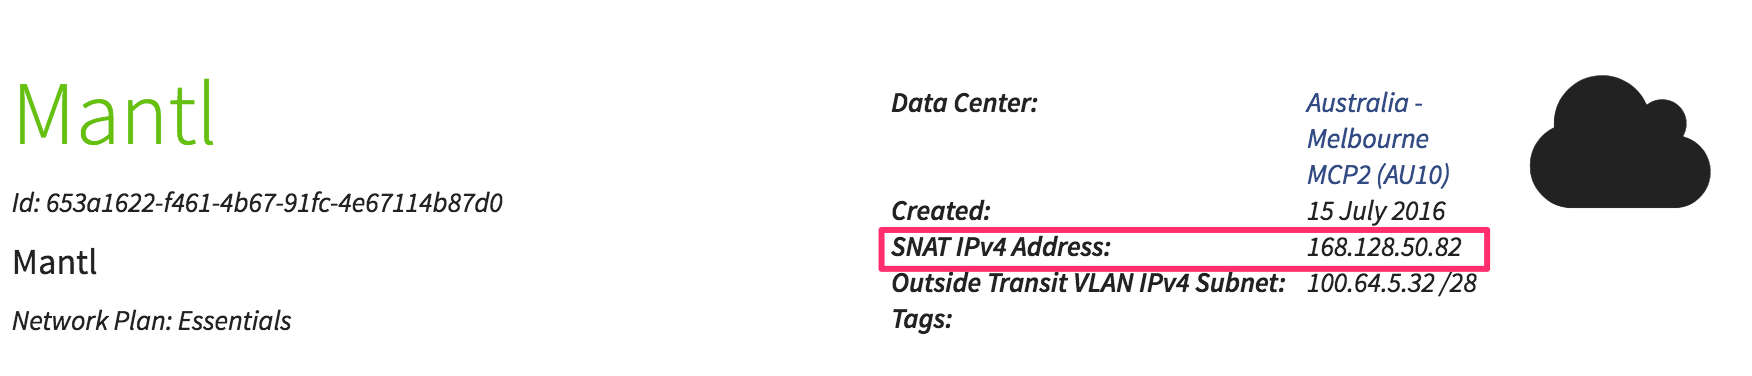 Mantl
Id: 653a1622-f461-4b67-91fc-4e67114b87d0
Mantl
Network Plan: Essentials
Data Center: Australia -
Melbourne
MCP2 (AU10)
Created: 15 July 2016
SNAT IPv4 Address: 168.128.50.82
Outside Transit VLAN IPv4 Subnet: 100.64.5.32 /28
Tags: